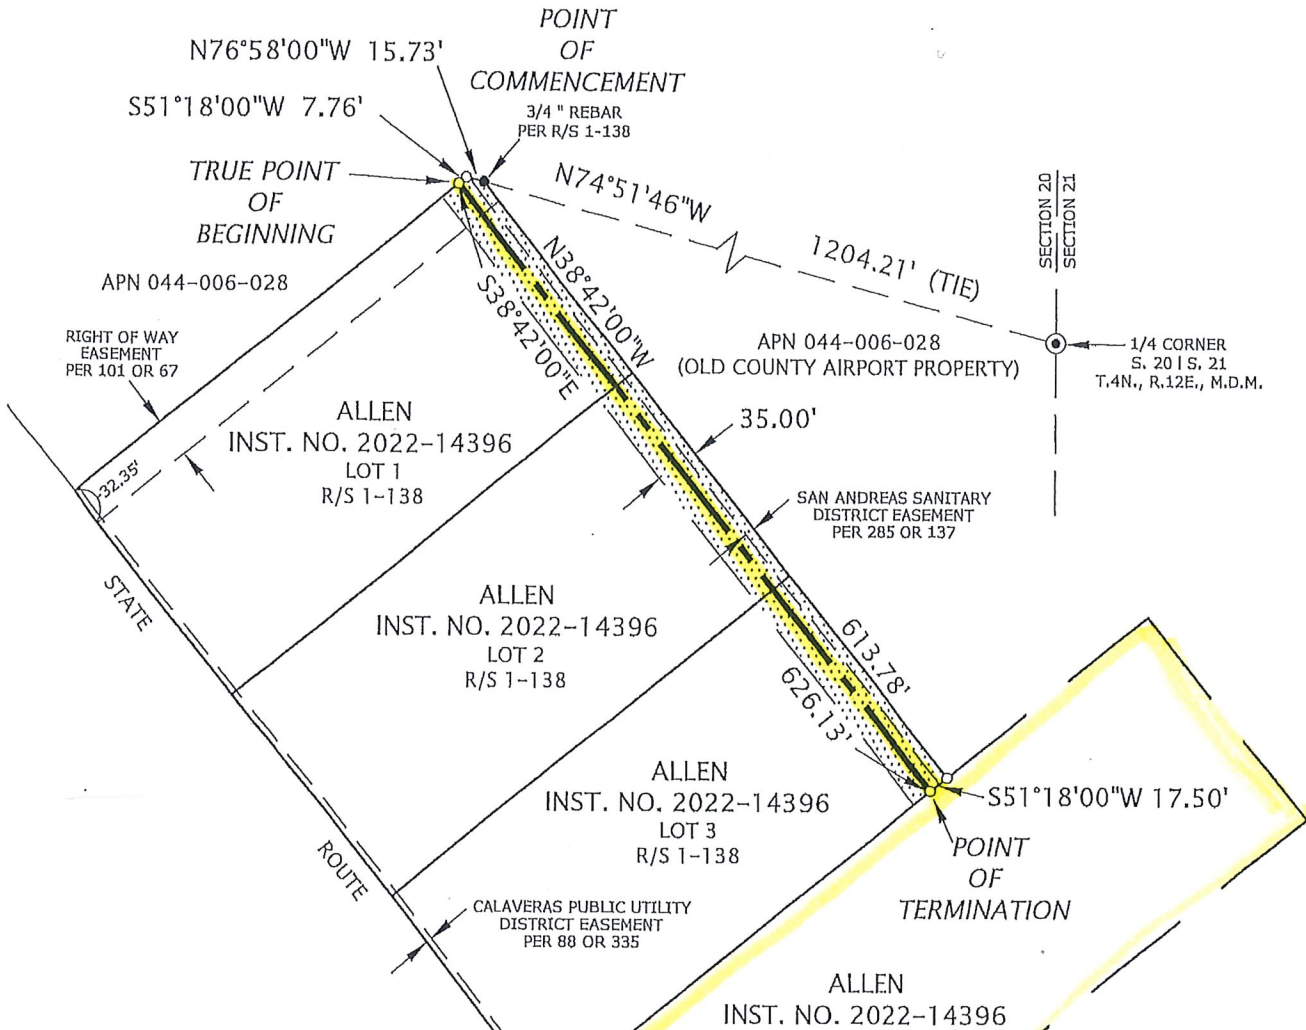 POINT
OF
COMMENCEMENT
3/4 " REBAR
PER R/S 1-138
N76°58'00"W 15.73'
S51°18'00"W 7.76'
TRUE POINT
OF
BEGINNING
APN 044-006-028
RIGHT OF WAY
EASEMENT
PER 101 OR 67
N74°51'46"W
1204.21' (TIE)
SECTION 20
SECTION 21
1/4 CORNER
S. 20 | S. 21
T.4N., R.12E., M.D.M.
N38°42'00"W
S38°42'00"E
APN 044-006-028
(OLD COUNTY AIRPORT PROPERTY)
35.00'
SAN ANDREAS SANITARY
DISTRICT EASEMENT
PER 285 OR 137
32.35'
ALLEN
INST. NO. 2022-14396
LOT 1
R/S 1-138
ALLEN
INST. NO. 2022-14396
LOT 2
R/S 1-138
613.78'
626.13'
ALLEN
INST. NO. 2022-14396
LOT 3
R/S 1-138
S51°18'00"W 17.50'
POINT
OF
TERMINATION
STATE
ROUTE
CALAVERAS PUBLIC UTILITY
DISTRICT EASEMENT
PER 88 OR 335
ALLEN
INST. NO. 2022-14396